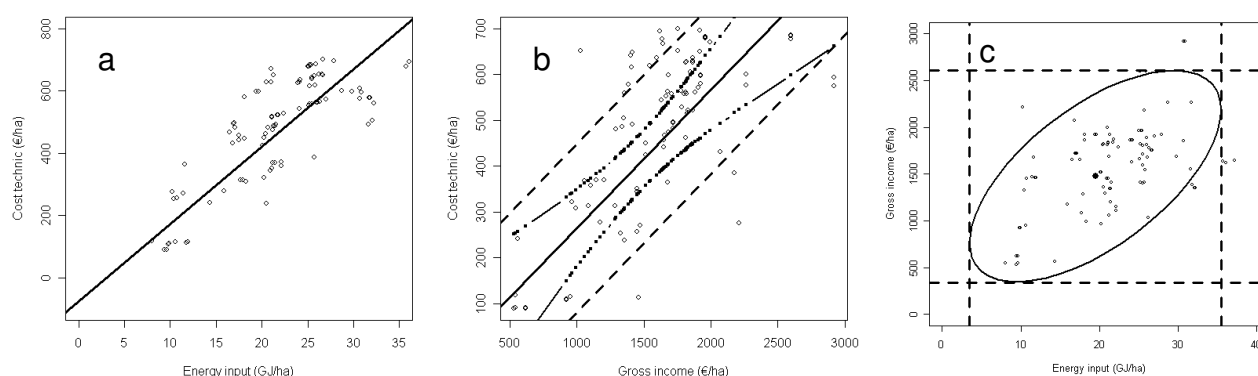 a
Cost technic (€/ha)
0 200 400 600 800
0 5 10 15 20 25 30 35
Energy input (GJ/ha)
b
Cost technic (€/ha)
100 200 300 400 500 600 700
500 1000 1500 2000 2500 3000
Gross income (€/ha)
c
Gross income (€/ha)
0 500 1000 1500 2000 2500 3000
0 10 20 30 40
Energy input (GJ/ha)